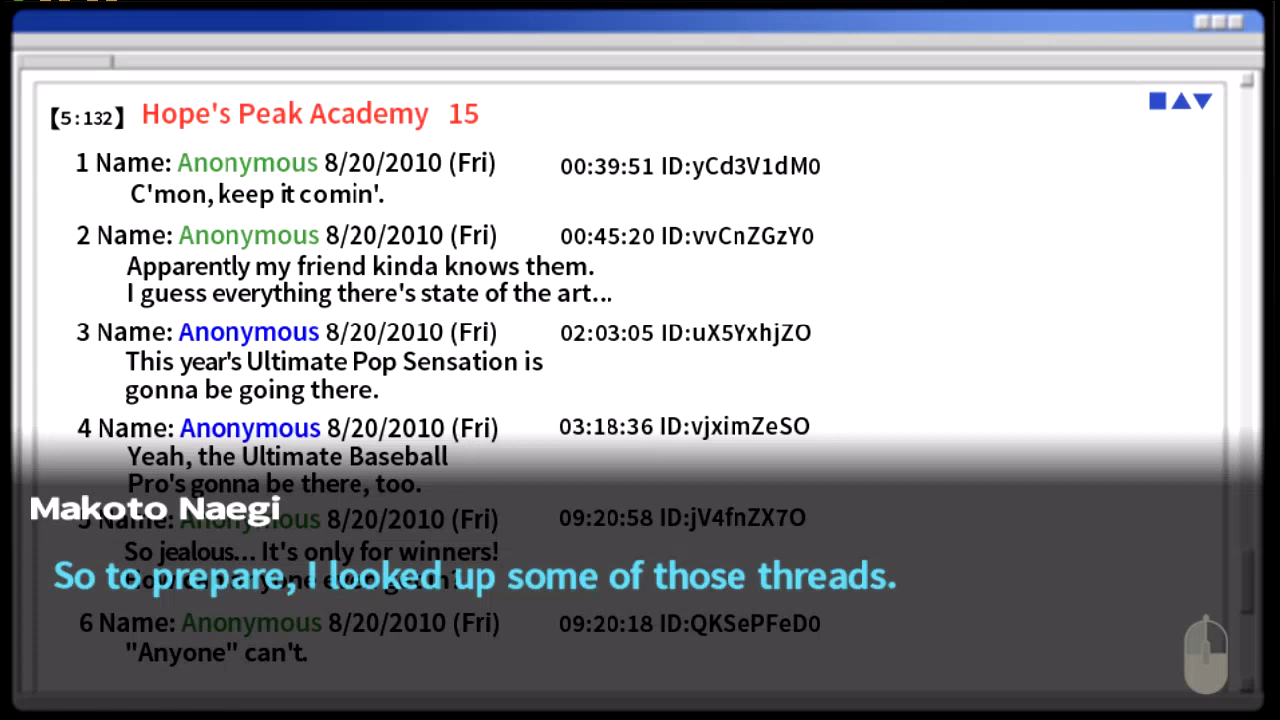 【5:132】 Hope's Peak Academy 15
1 Name: Anonymous 8/20/2010 (Fri) 00:39:51 ID:yCd3V1dM0
C'mon, keep it comin'.
2 Name: Anonymous 8/20/2010 (Fri) 00:45:20 ID:vvCnZGzY0
Apparently my friend kinda knows them.
I guess everything there's state of the art...
3 Name: Anonymous 8/20/2010 (Fri) 02:03:05 ID:uX5YxhjZO
This year's Ultimate Pop Sensation is
gonna be going there.
4 Name: Anonymous 8/20/2010 (Fri) 03:18:36 ID:vjximZeSO
Yeah, the Ultimate Baseball
Pro's gonna be there, too.
Makoto Naegi
5 Name: Anonymous 8/20/2010 (Fri) 09:20:58 ID:jV4fnZX7O
So jealous... It's only for winners!
So to prepare, I looked up some of those threads.
6 Name: Anonymous 8/20/2010 (Fri) 09:20:18 ID:QKSePFeD0
"Anyone" can't.